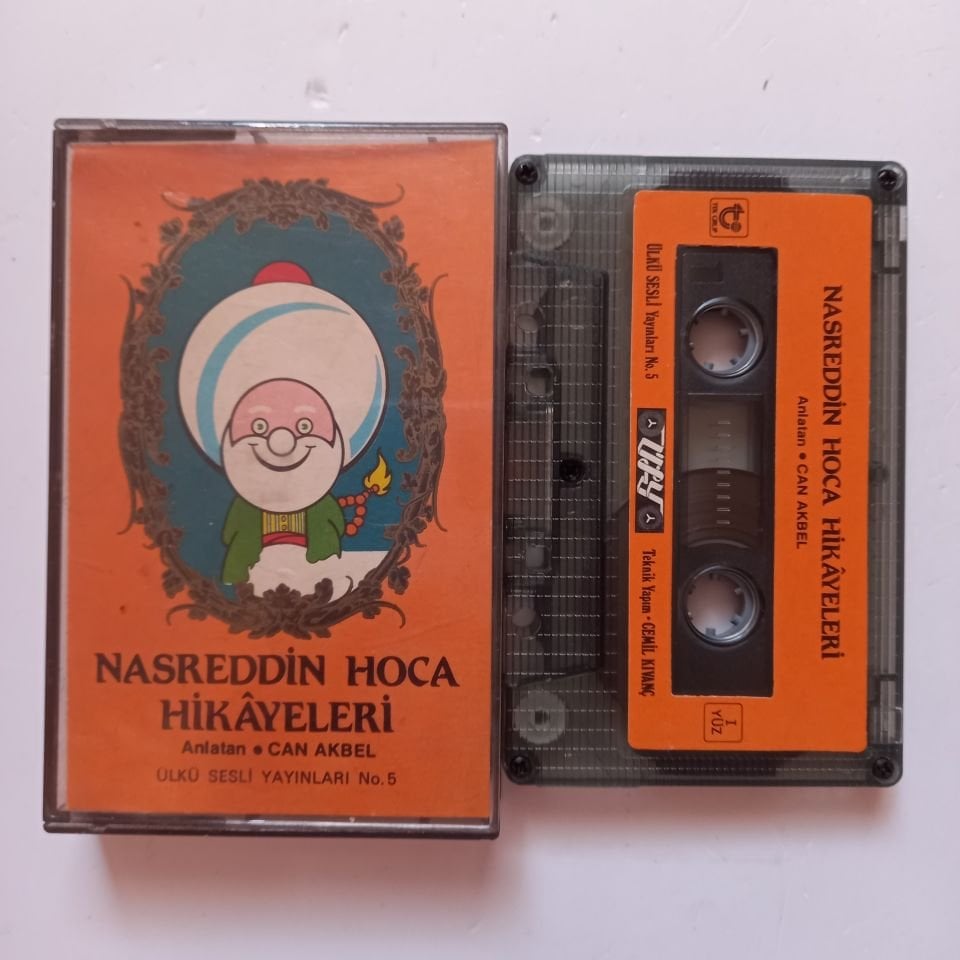 NASREDDİN HOCA
HİKÂYELERİ
Anlatan • CAN AKBEL
ÜLKÜ SESLİ YAYINLARI No.5
NASREDDİN HOCA HİKÂYELERİ
Anlatan • CAN AKBEL
ÜLKÜ SESLİ Yayınları No. 5
Teknik Yapım • CEMİL KIVANÇ
I
YÜZ